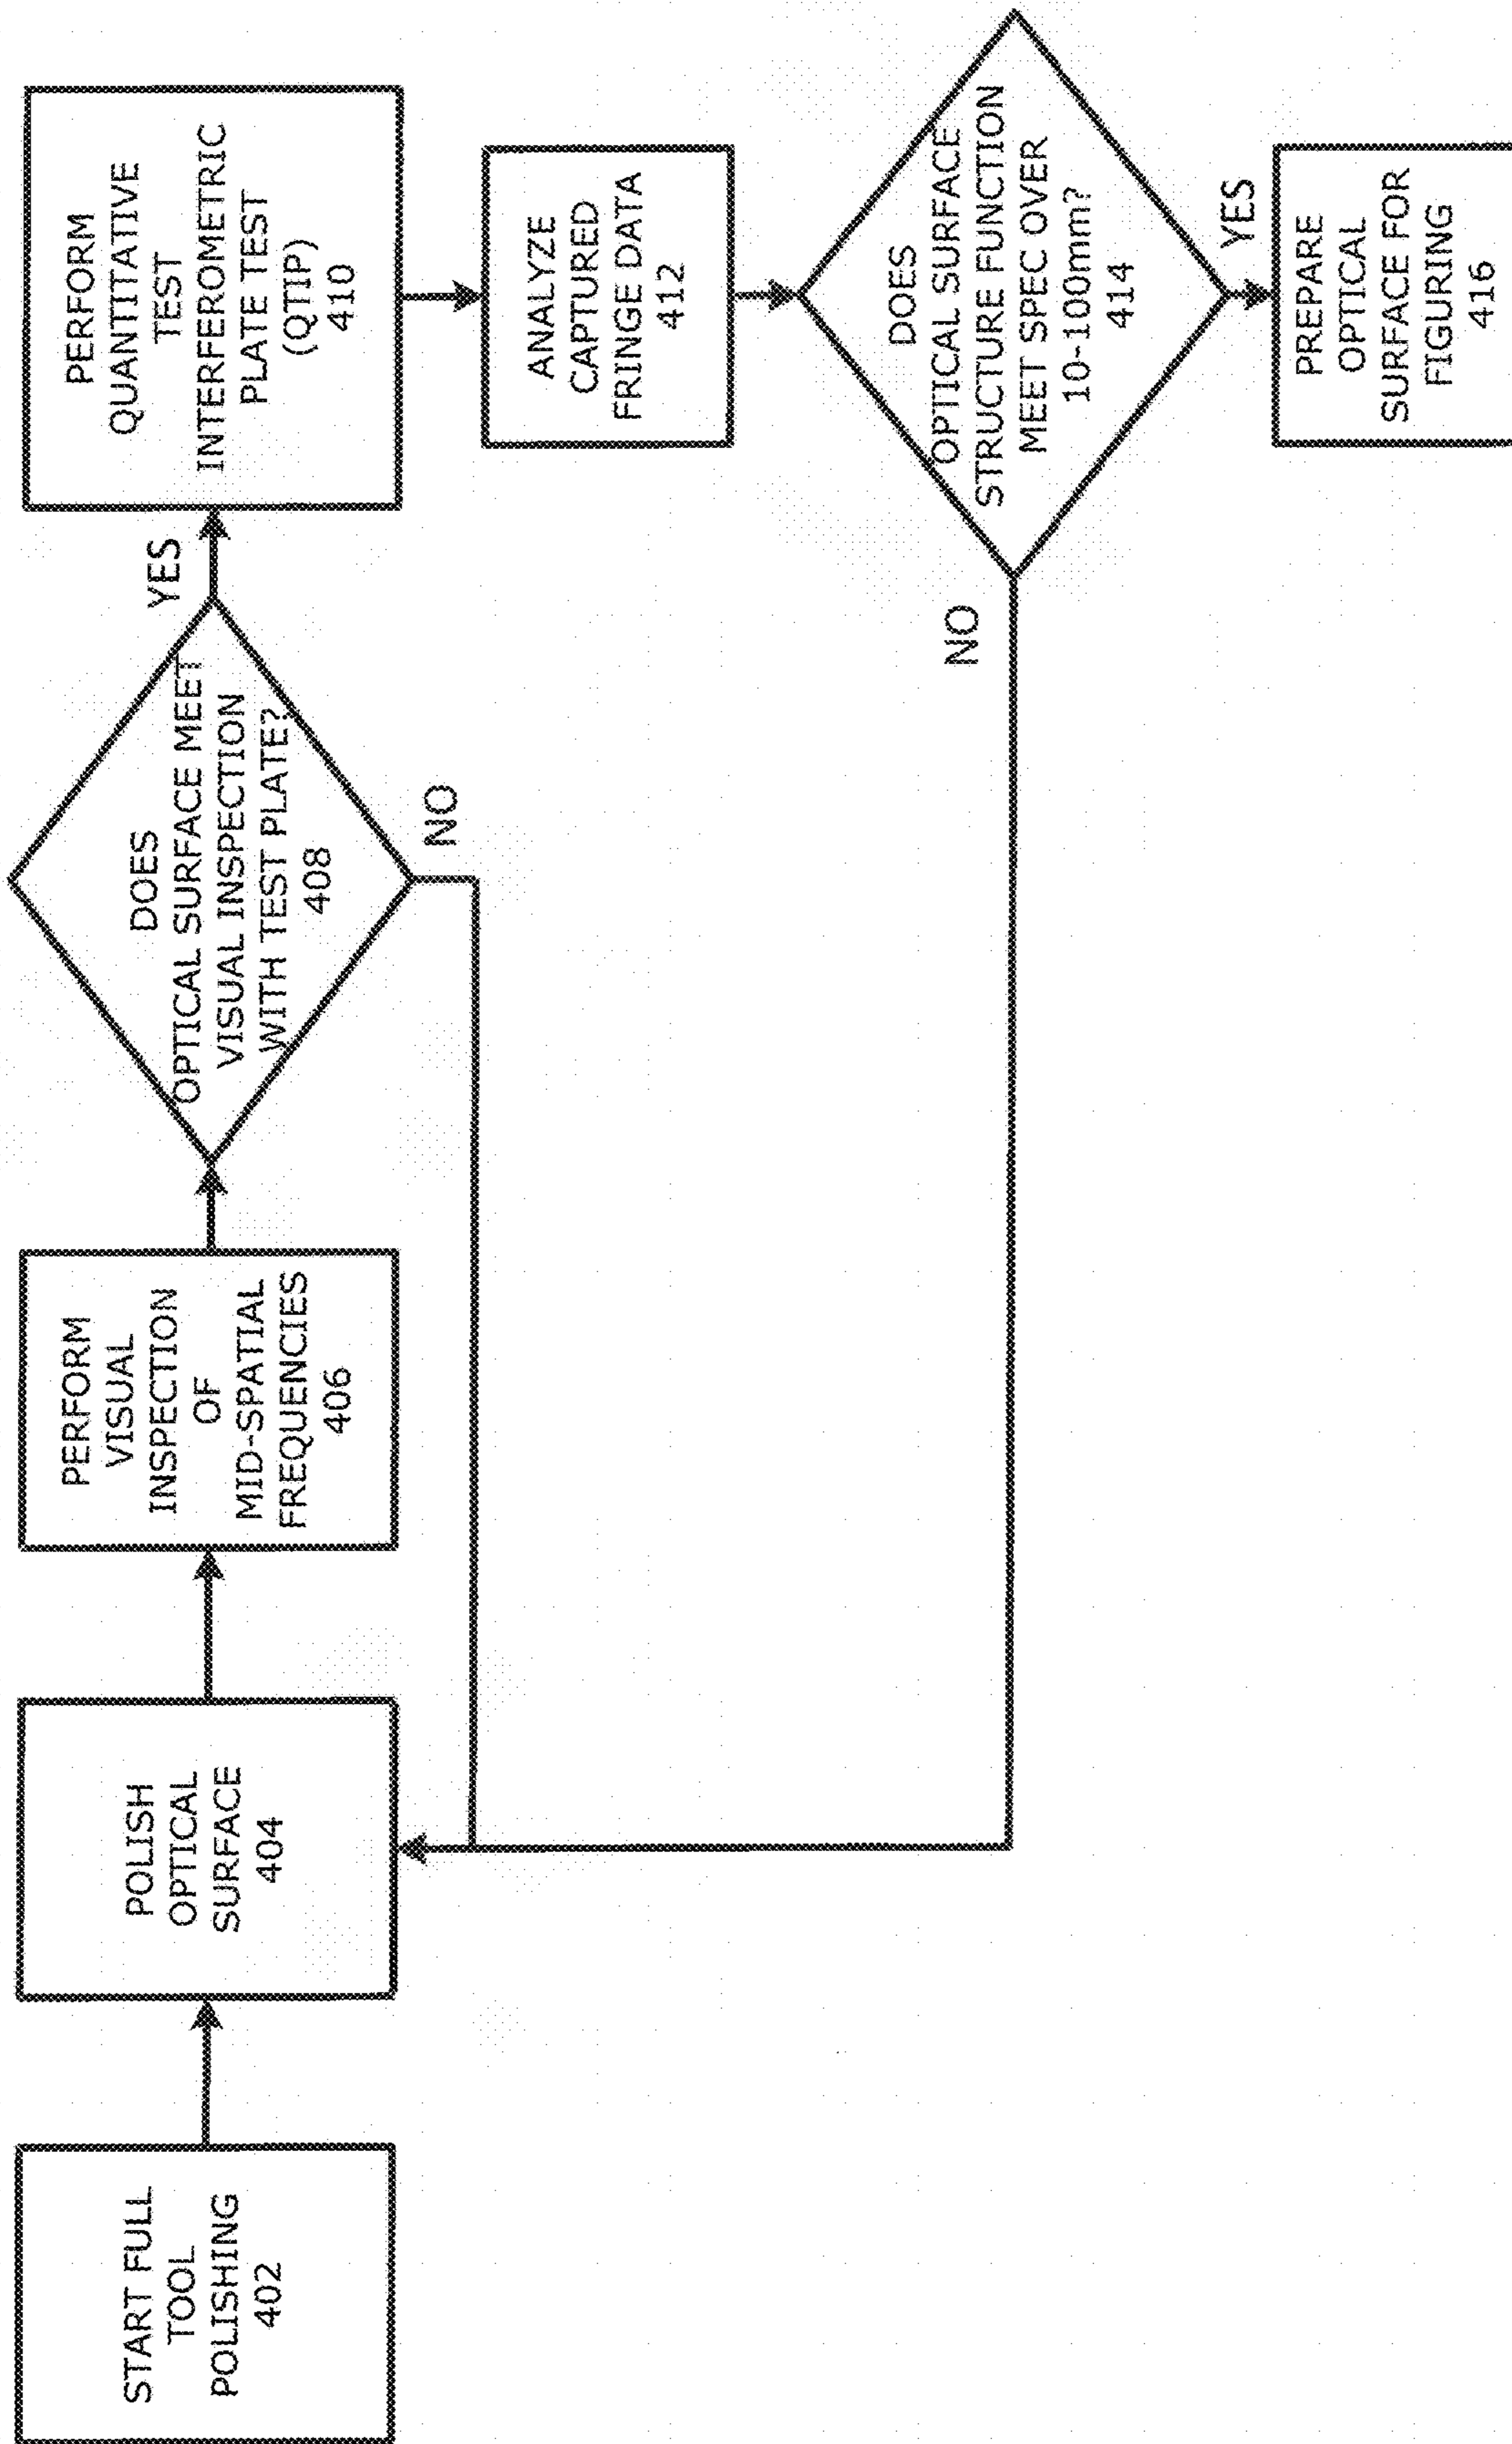 START FULL
TOOL
POLISHING
402
POLISH
OPTICAL
SURFACE
404
PERFORM
VISUAL
INSPECTION
OF
MID-SPATIAL
FREQUENCIES
406
DOES
OPTICAL SURFACE MEET
VISUAL INSPECTION
WITH TEST PLATE?
408
YES
NO
PERFORM
QUANTITATIVE
TEST
INTERFEROMETRIC
PLATE TEST
(QTIP)
410
ANALYZE
CAPTURED
FRINGE DATA
412
DOES
OPTICAL SURFACE
STRUCTURE FUNCTION
MEET SPEC OVER
10-100mm?
414
NO
YES
PREPARE
OPTICAL
SURFACE FOR
FIGURING
416